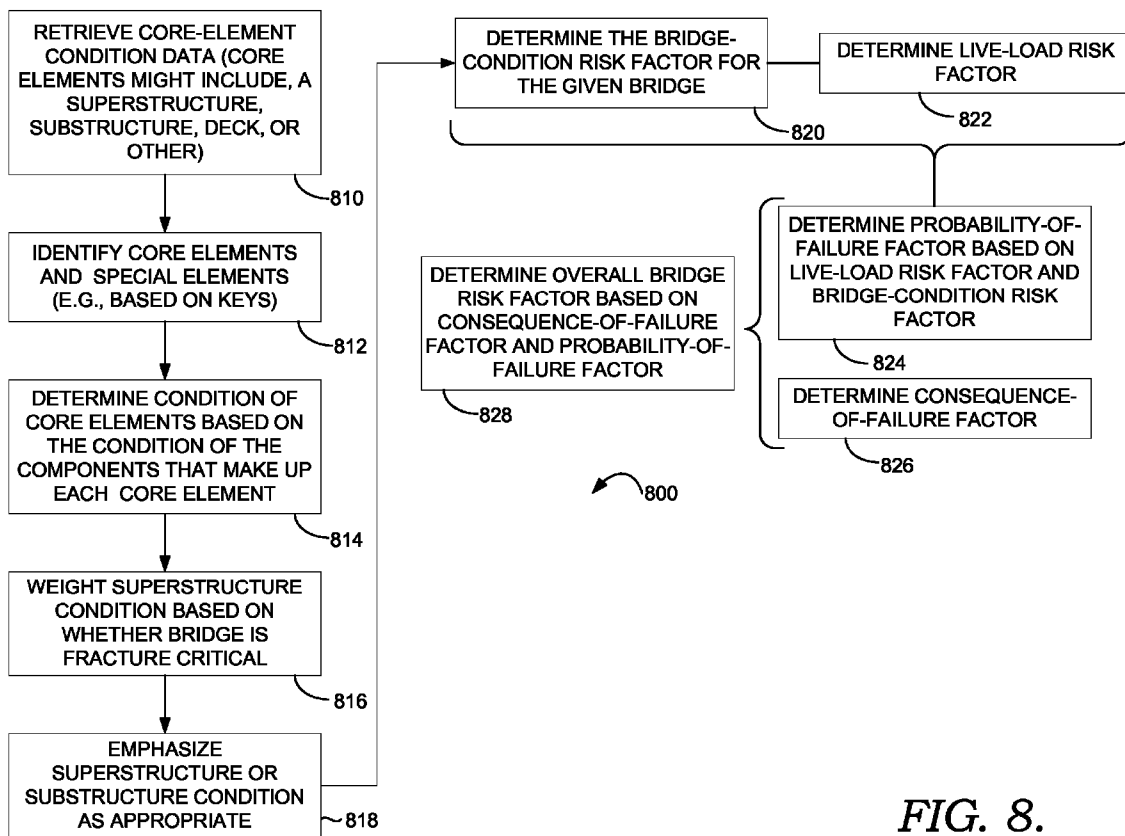 RETRIEVE CORE-ELEMENT
CONDITION DATA (CORE
ELEMENTS MIGHT INCLUDE, A
SUPERSTRUCTURE,
SUBSTRUCTURE, DECK, OR
OTHER)
810
IDENTIFY CORE ELEMENTS
AND SPECIAL ELEMENTS
(E.G., BASED ON KEYS)
812
DETERMINE CONDITION OF
CORE ELEMENTS BASED ON
THE CONDITION OF THE
COMPONENTS THAT MAKE UP
EACH CORE ELEMENT
814
WEIGHT SUPERSTRUCTURE
CONDITION BASED ON
WHETHER BRIDGE IS
FRACTURE CRITICAL
816
EMPHASIZE
SUPERSTRUCTURE OR
SUBSTRUCTURE CONDITION
AS APPROPRIATE
818
DETERMINE THE BRIDGE-
CONDITION RISK FACTOR FOR
THE GIVEN BRIDGE
820
DETERMINE LIVE-LOAD RISK
FACTOR
822
DETERMINE PROBABILITY-OF-
FAILURE FACTOR BASED ON
LIVE-LOAD RISK FACTOR AND
BRIDGE-CONDITION RISK
FACTOR
824
DETERMINE CONSEQUENCE-
OF-FAILURE FACTOR
826
DETERMINE OVERALL BRIDGE
RISK FACTOR BASED ON
CONSEQUENCE-OF-FAILURE
FACTOR AND PROBABILITY-OF-
FAILURE FACTOR
828
800
FIG. 8.